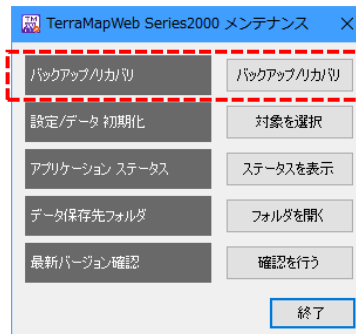 TerraMapWeb Series2000 メンテナンス
バックアップ/リカバリ バックアップ/リカバリ
設定/データ 初期化 対象を選択
アプリケーション ステータス ステータスを表示
データ保存先フォルダ フォルダを開く
最新バージョン確認 確認を行う
終了